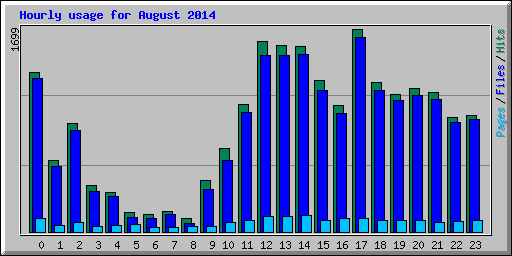 Hourly usage for August 2014
1699
Pages/Files/Hits
0 1 2 3 4 5 6 7 8 9 10 11 12 13 14 15 16 17 18 19 20 21 22 23